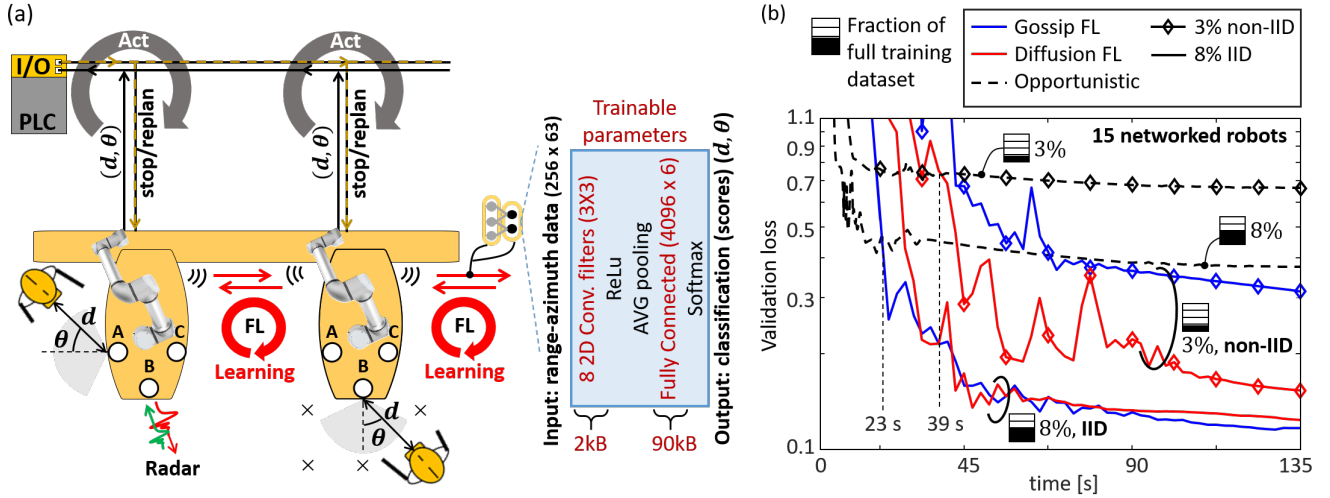 (a)
Act
Act
I/O
PLC
(d, θ)
stop/replan
(d, θ)
stop/replan
d
θ
A
B
C
Radar
FL
Learning
A
B
C
d
θ
FL
Learning
Trainable
parameters
Input: range-azimuth data (256 x 63)
8 2D Conv. filters (3X3)
ReLu
AVG pooling
Fully Connected (4096 x 6)
Softmax
Output: classification (scores) (d, θ)
2kB
90kB
(b)
Fraction of
full training
dataset
Gossip FL
Diffusion FL
Opportunistic
3% non-IID
8% IID
15 networked robots
Validation loss
1.1
0.9
0.7
0.5
0.3
0.1
3%
8%
3%, non-IID
8%, IID
23 s
39 s
0
45
90
135
time [s]